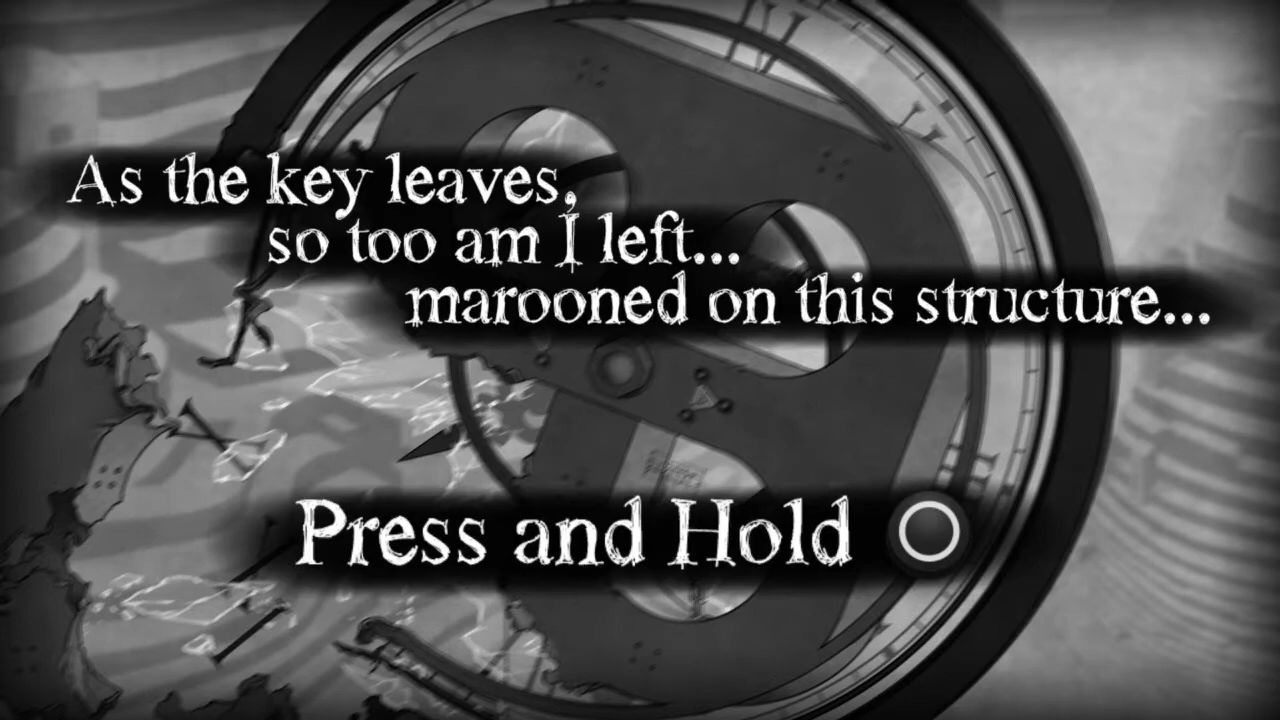 As the key leaves,
so too am I left...
marooned on this structure...
Press and Hold